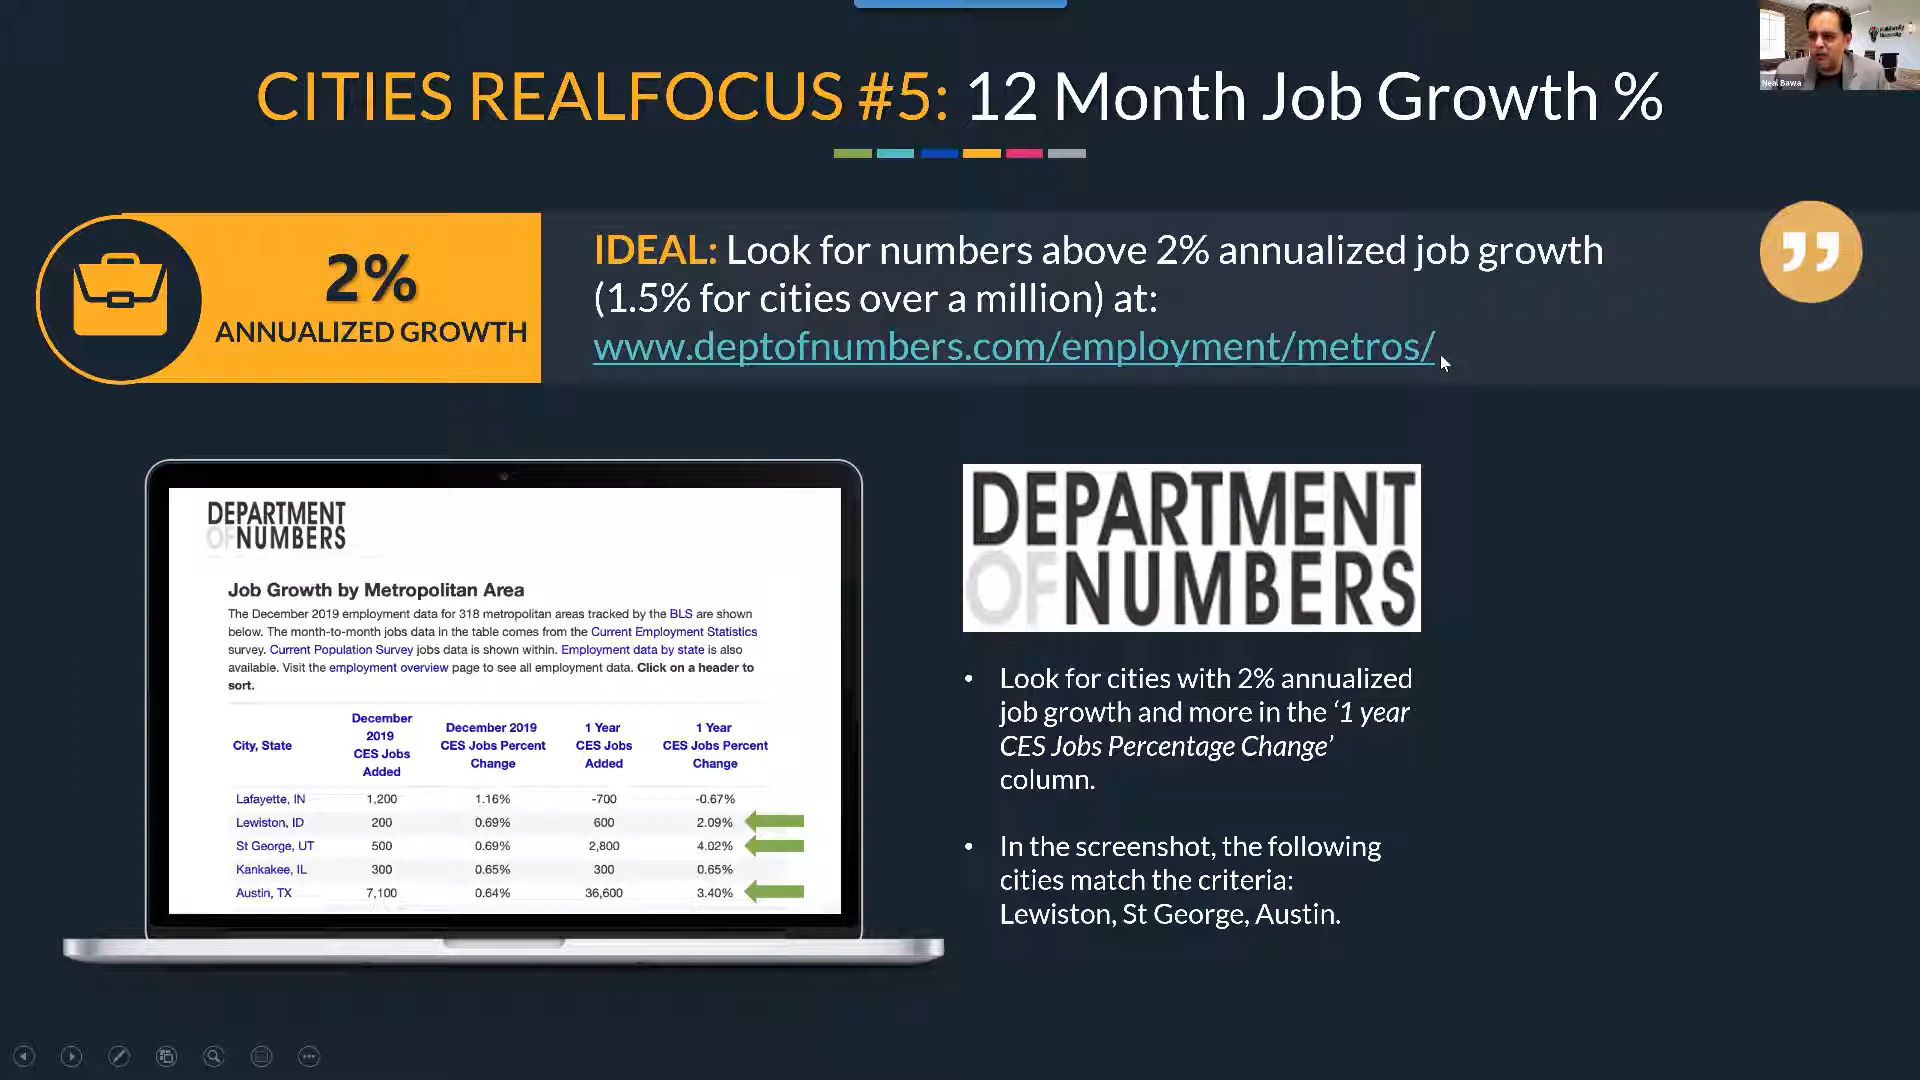 CITIES REALFOCUS #5: 12 Month Job Growth %
Neal Bawa
2%
ANNUALIZED GROWTH
IDEAL: Look for numbers above 2% annualized job growth
(1.5% for cities over a million) at:
www.deptofnumbers.com/employment/metros/
DEPARTMENT
OFNUMBERS
Job Growth by Metropolitan Area
The December 2019 employment data for 318 metropolitan areas tracked by the BLS are shown
below. The month-to-month jobs data in the table comes from the Current Employment Statistics
survey. Current Population Survey jobs data is shown within. Employment data by state is also
available. Visit the employment overview page to see all employment data. Click on a header to
sort.
City, State December 2019 CES Jobs Added December 2019 CES Jobs Percent Change 1 Year CES Jobs Added 1 Year CES Jobs Percent Change
Lafayette, IN 1,200 1.16% -700 -0.67%
Lewiston, ID 200 0.69% 600 2.09%
St George, UT 500 0.69% 2,800 4.02%
Kankakee, IL 300 0.65% 300 0.65%
Austin, TX 7,100 0.64% 36,600 3.40%
DEPARTMENT
OFNUMBERS
• Look for cities with 2% annualized
job growth and more in the ‘1 year
CES Jobs Percentage Change’
column.
• In the screenshot, the following
cities match the criteria:
Lewiston, St George, Austin.